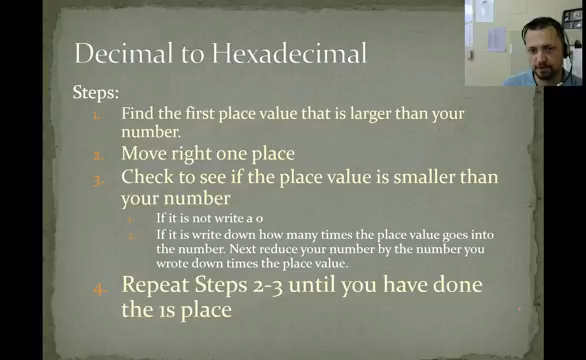 Decimal to Hexadecimal
Steps:
1. Find the first place value that is larger than your
number.
2. Move right one place
3. Check to see if the place value is smaller than
your number
1. If it is not write a 0
2. If it is write down how many times the place value goes into
the number. Next reduce your number by the number you
wrote down times the place value.
4. Repeat Steps 2-3 until you have done
the 1s place